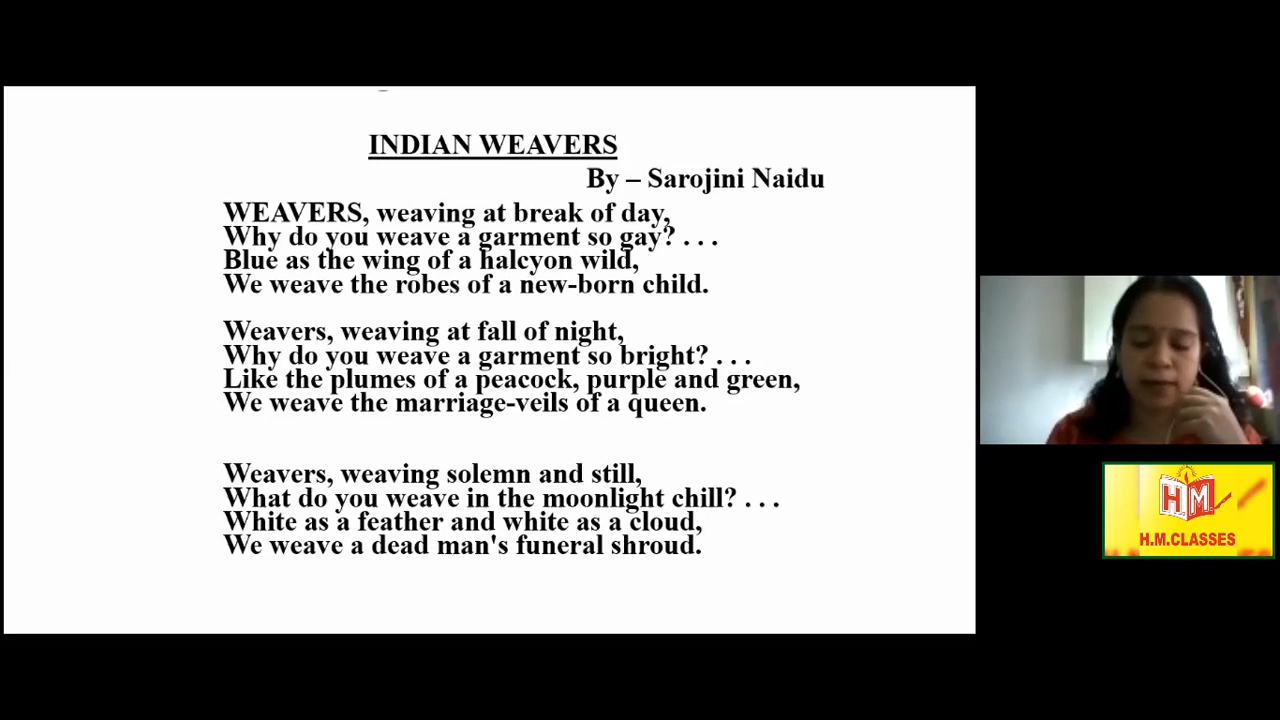 INDIAN WEAVERS
By – Sarojini Naidu
WEAVERS, weaving at break of day,
Why do you weave a garment so gay? . . .
Blue as the wing of a halcyon wild,
We weave the robes of a new-born child.
Weavers, weaving at fall of night,
Why do you weave a garment so bright? . . .
Like the plumes of a peacock, purple and green,
We weave the marriage-veils of a queen.
Weavers, weaving solemn and still,
What do you weave in the moonlight chill? . . .
White as a feather and white as a cloud,
We weave a dead man's funeral shroud.
H.M.
H.M.CLASSES